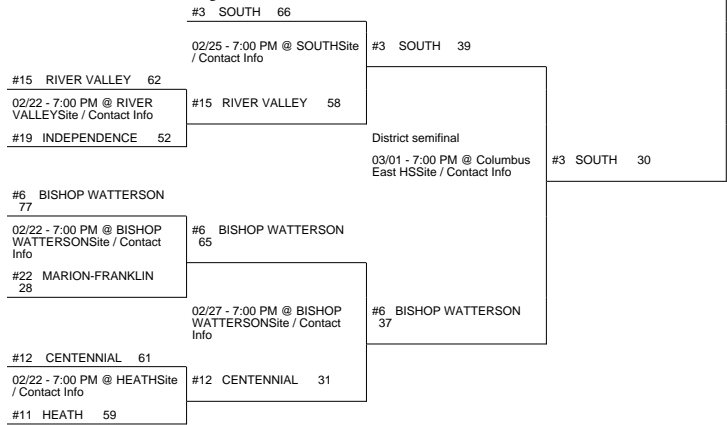 #3 SOUTH 66
02/25 - 7:00 PM @ SOUTHSite
/ Contact Info
#3 SOUTH 39
#15 RIVER VALLEY 62
02/22 - 7:00 PM @ RIVER
VALLEYSite / Contact Info
#15 RIVER VALLEY 58
#19 INDEPENDENCE 52
District semifinal
03/01 - 7:00 PM @ Columbus
East HSSite / Contact Info
#3 SOUTH 30
#6 BISHOP WATTERSON
77
02/22 - 7:00 PM @ BISHOP
WATTERSONSite / Contact
Info
#6 BISHOP WATTERSON
65
#22 MARION-FRANKLIN
28
02/27 - 7:00 PM @ BISHOP
WATTERSONSite / Contact
Info
#6 BISHOP WATTERSON
37
#12 CENTENNIAL 61
02/22 - 7:00 PM @ HEATHSite
/ Contact Info
#12 CENTENNIAL 31
#11 HEATH 59